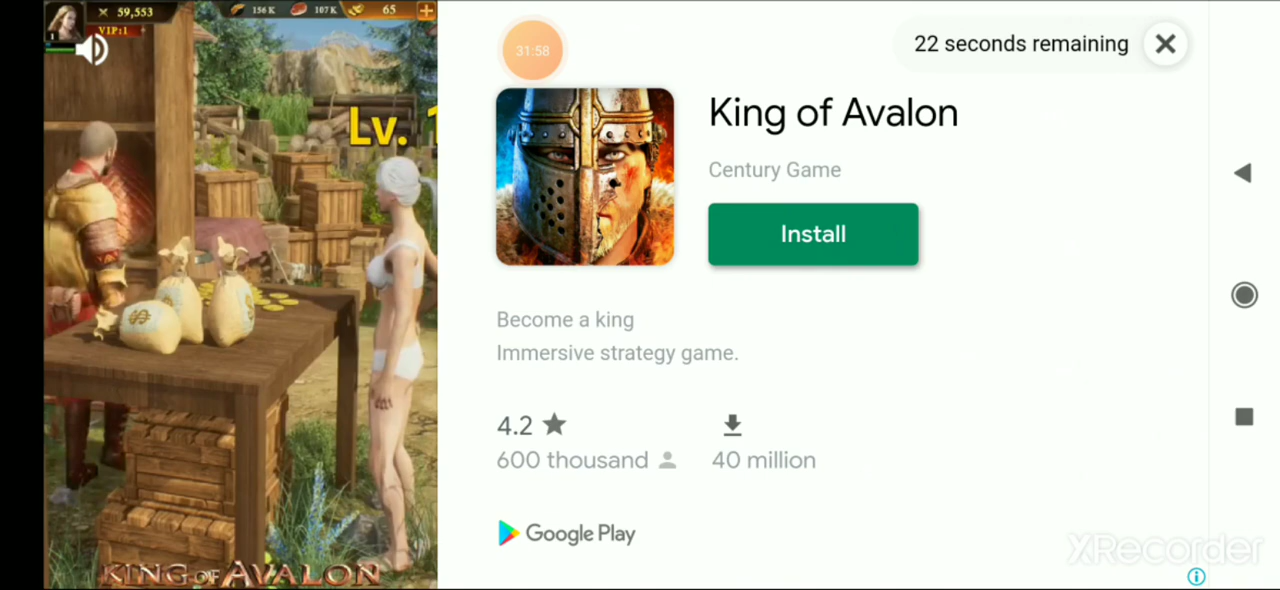 59,553
156 K
107 K
65
VIP:1
1
Lv. 1
KING OF AVALON
31:58
22 seconds remaining
King of Avalon
Century Game
Install
Become a king
Immersive strategy game.
4.2
600 thousand
40 million
Google Play
XRecorder